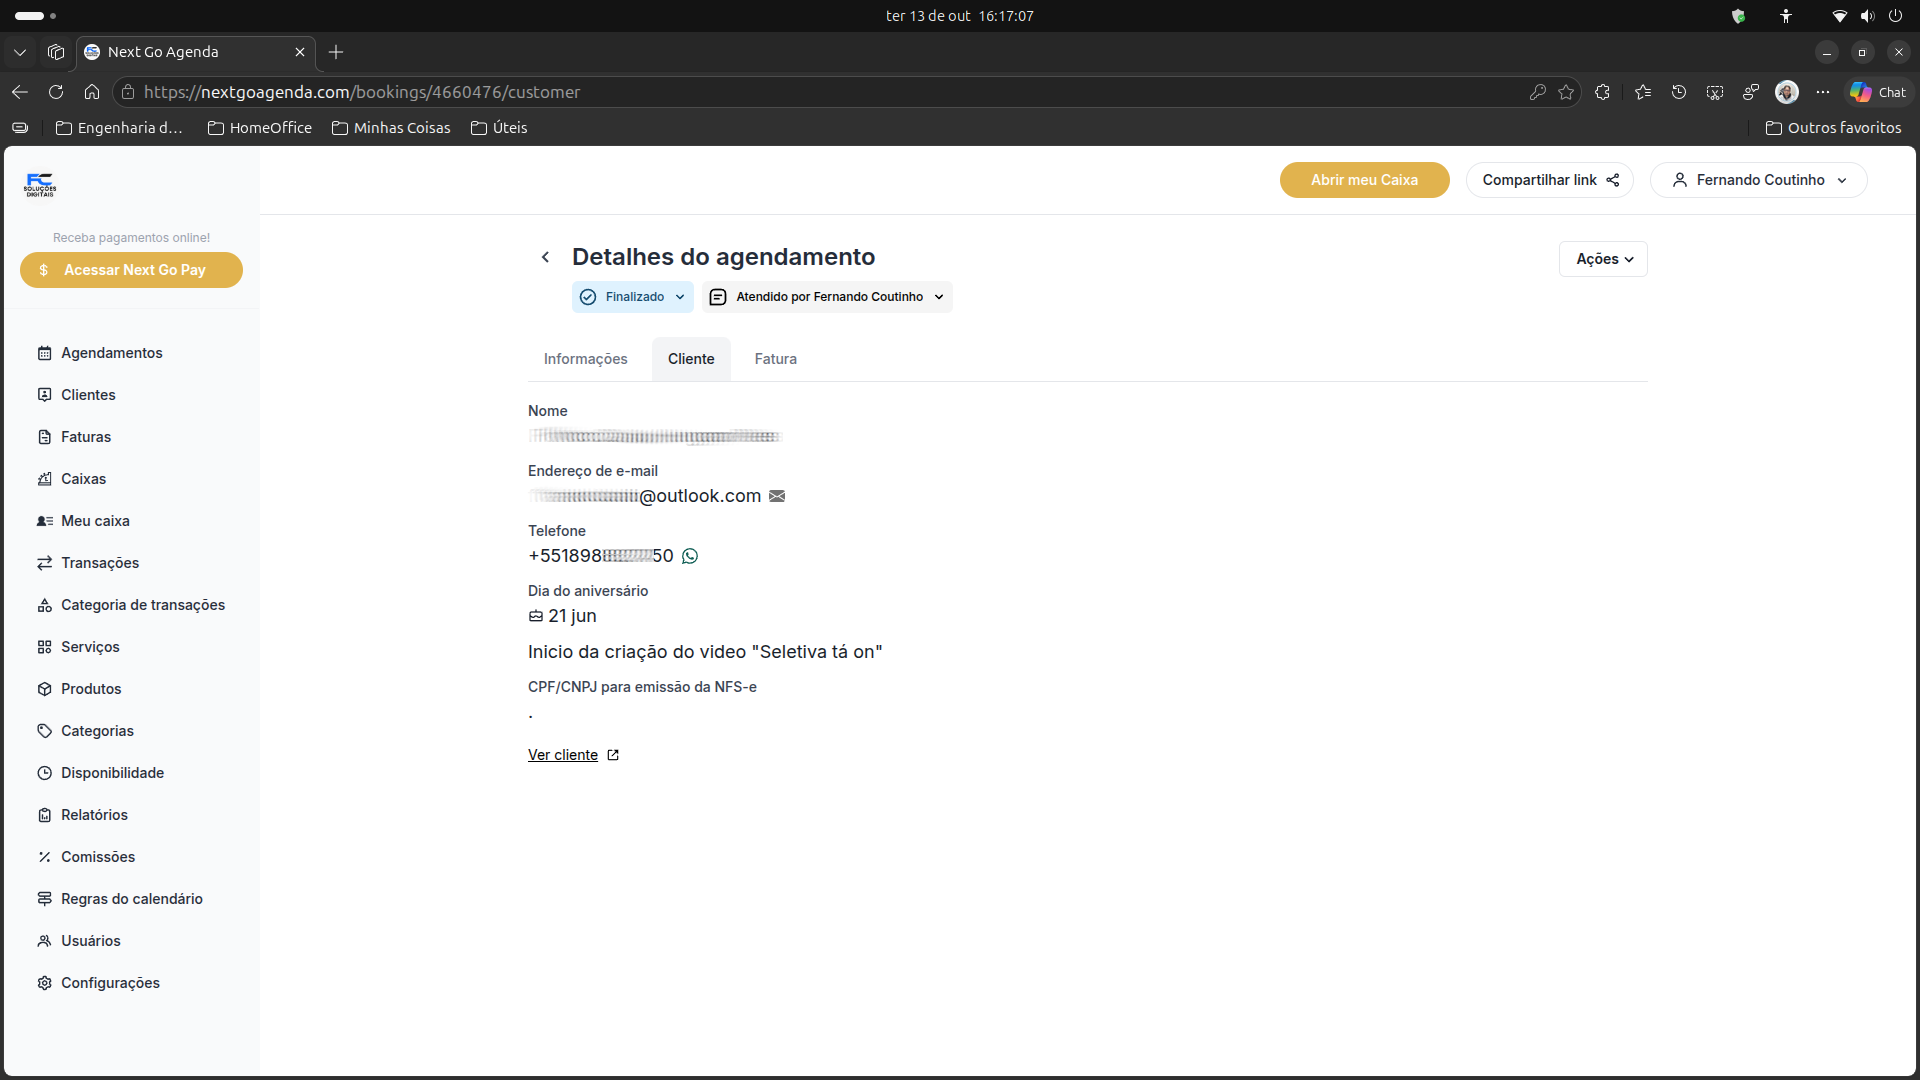 ter 13 de out 16:17:07
Next Go Agenda
https://nextgoagenda.com/bookings/4660476/customer
Chat
Engenharia d...
HomeOffice
Minhas Coisas
Úteis
Outros favoritos
FC
SOLUÇÕES
DIGITAIS
Abrir meu Caixa
Compartilhar link
Fernando Coutinho
Receba pagamentos online!
$ Acessar Next Go Pay
Agendamentos
Clientes
Faturas
Caixas
Meu caixa
Transações
Categoria de transações
Serviços
Produtos
Categorias
Disponibilidade
Relatórios
Comissões
Regras do calendário
Usuários
Configurações
Detalhes do agendamento
Ações
Finalizado
Atendido por Fernando Coutinho
Informações
Cliente
Fatura
Nome
Endereço de e-mail
@outlook.com
Telefone
+551898 50
Dia do aniversário
21 jun
Inicio da criação do video "Seletiva tá on"
CPF/CNPJ para emissão da NFS-e
.
Ver cliente